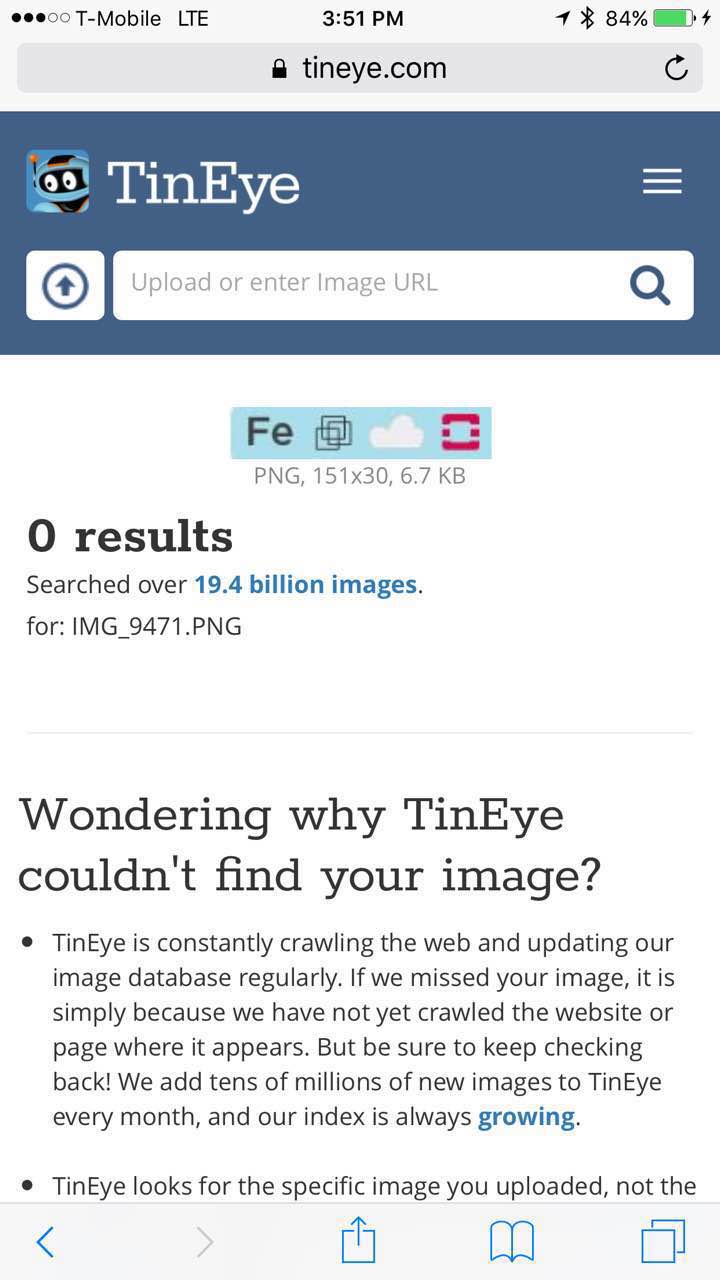 T-Mobile LTE 3:51 PM 84%
tineye.com
TinEye
Upload or enter Image URL
Fe
PNG, 151x30, 6.7 KB
0 results
Searched over 19.4 billion images.
for: IMG_9471.PNG
Wondering why TinEye
couldn't find your image?
• TinEye is constantly crawling the web and updating our
image database regularly. If we missed your image, it is
simply because we have not yet crawled the website or
page where it appears. But be sure to keep checking
back! We add tens of millions of new images to TinEye
every month, and our index is always growing.
• TinEye looks for the specific image you uploaded, not the